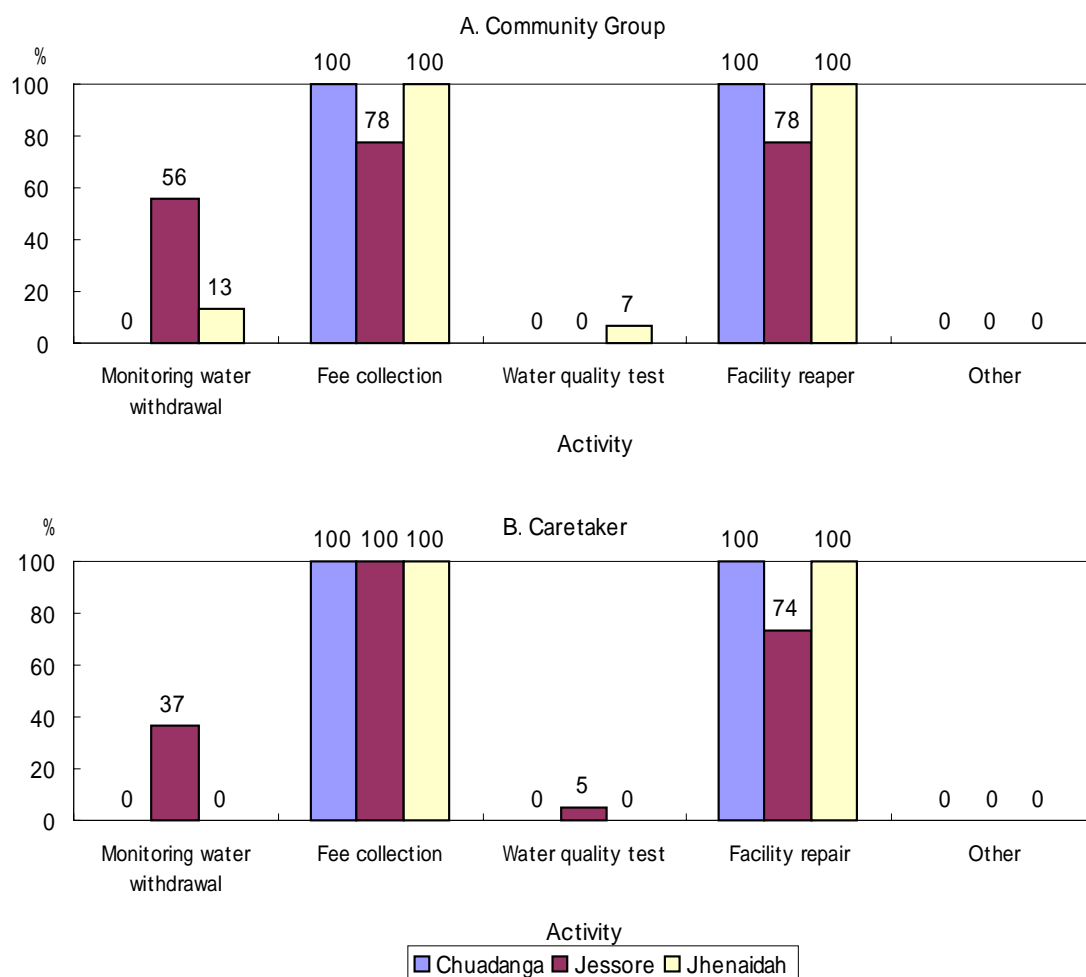 A. Community Group
%
100 100 100 100
100
78 78
80
56
60
40
13
20
7
0 0 0 0 0 0
0
Monitoring water Fee collection Water quality test Facility reaper Other
withdrawal
Activity
B. Caretaker
%
100 100 100 100 100
100
74
80
60
37
40
20
5
0 0 0 0 0 0 0
0
Monitoring water Fee collection Water quality test Facility repair Other
withdrawal
Activity
Chuadanga Jessore Jhenaidah